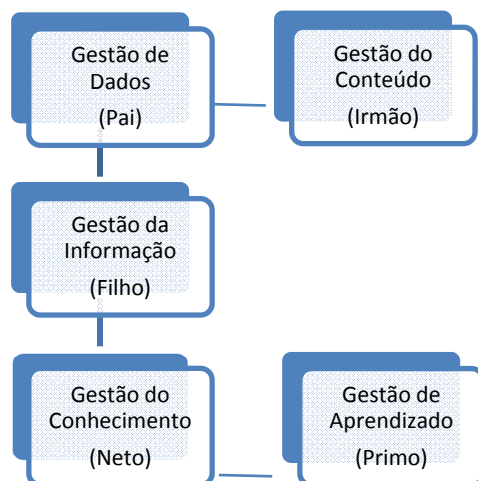 Gestão de
Dados
(Pai)
Gestão do
Conteúdo
(Irmão)
Gestão da
Informação
(Filho)
Gestão do
Conhecimento
(Neto)
Gestão de
Aprendizado
(Primo)